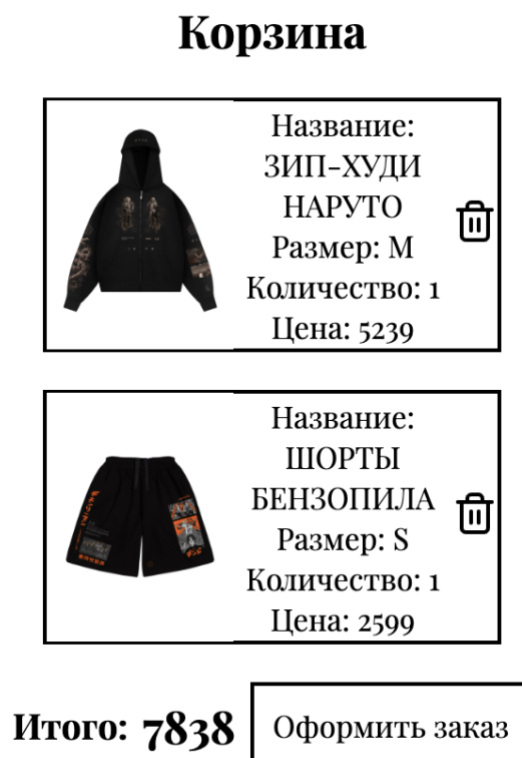 Корзина
Название:
ЗИП-ХУДИ
НАРУТО
Размер: M
Количество: 1
Цена: 5239
Название:
ШОРТЫ
БЕНЗОПИЛА
Размер: S
Количество: 1
Цена: 2599
Итого: 7838
Оформить заказ